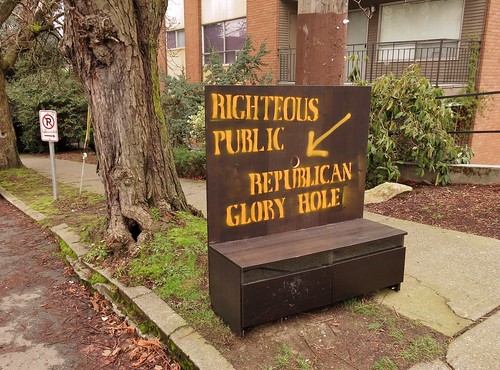 RIGHTEOUS
PUBLIC
REPUBLICAN
GLORY HOLE
R